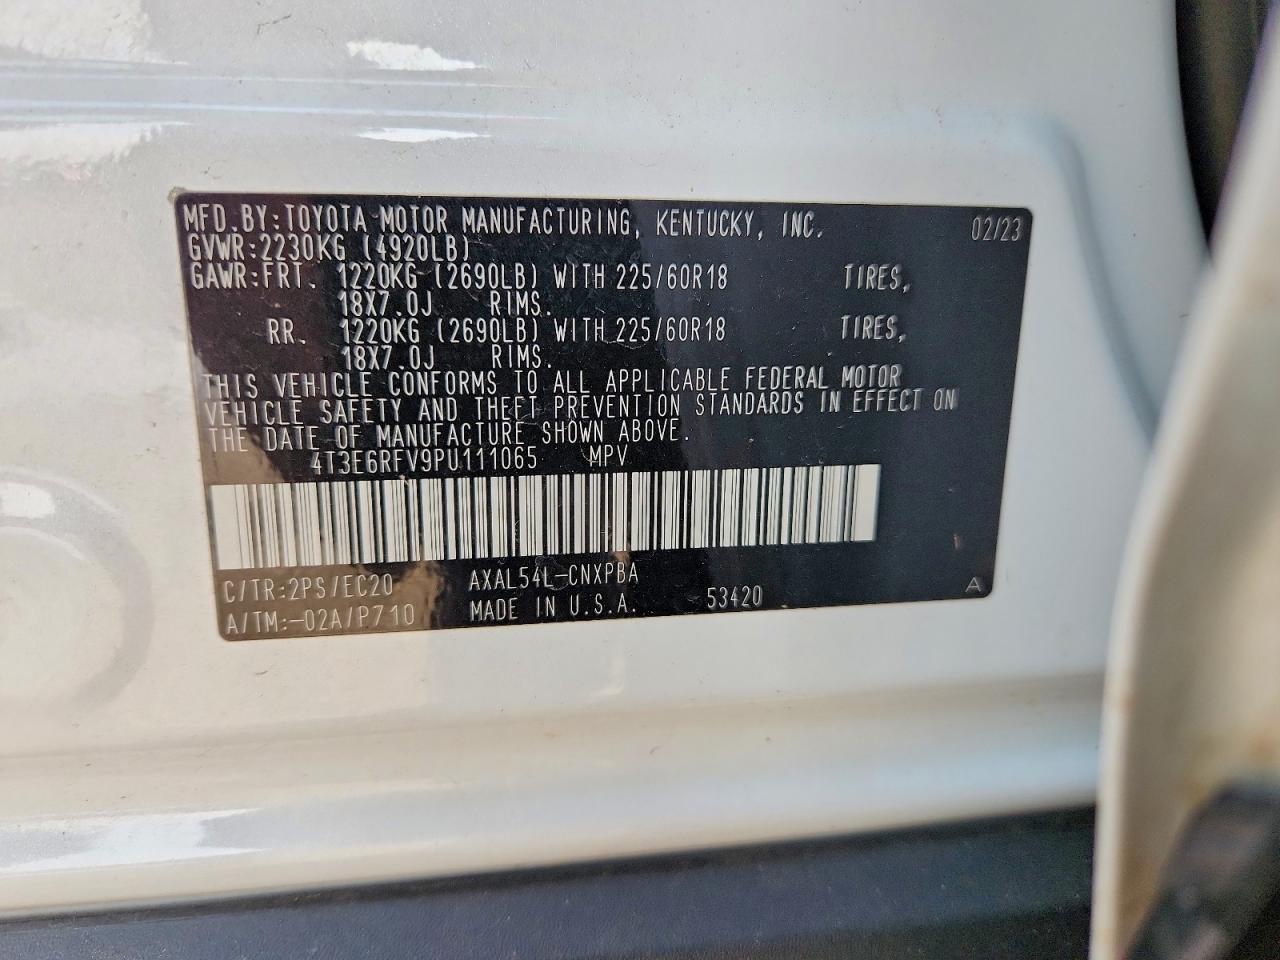 MFD.BY:TOYOTA MOTOR MANUFACTURING, KENTUCKY, INC. 02/23
GVWR:2230KG (4920LB)
GAWR:FRT. 1220KG (2690LB) WITH 225/60R18 TIRES,
18X7.0J RIMS.
RR. 1220KG (2690LB) WITH 225/60R18 TIRES,
18X7.0J RIMS.
THIS VEHICLE CONFORMS TO ALL APPLICABLE FEDERAL MOTOR
VEHICLE SAFETY AND THEFT PREVENTION STANDARDS IN EFFECT ON
THE DATE OF MANUFACTURE SHOWN ABOVE.
4T3E6RFV9PU111065 MPV
C/TR:2PS/EC20 AXAL54L-CNXPBA
A/TM:-02A/P710 MADE IN U.S.A. 53420 A